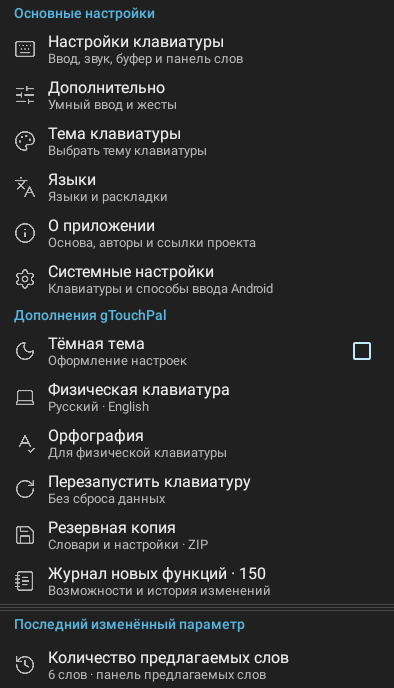 Основные настройки
Настройки клавиатуры
Ввод, звук, буфер и панель слов
Дополнительно
Умный ввод и жесты
Тема клавиатуры
Выбрать тему клавиатуры
Языки
Языки и раскладки
О приложении
Основа, авторы и ссылки проекта
Системные настройки
Клавиатуры и способы ввода Android
Дополнения gTouchPal
Тёмная тема
Оформление настроек
Физическая клавиатура
Русский · English
Орфография
Для физической клавиатуры
Перезапустить клавиатуру
Без сброса данных
Резервная копия
Словари и настройки · ZIP
Журнал новых функций · 150
Возможности и история изменений
Последний изменённый параметр
Количество предлагаемых слов
6 слов · панель предлагаемых слов